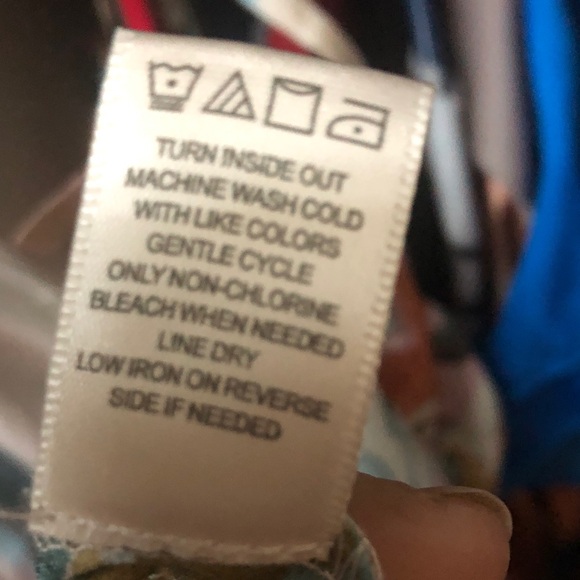 TURN INSIDE OUT
MACHINE WASH COLD
WITH LIKE COLORS
GENTLE CYCLE
ONLY NON-CHLORINE
BLEACH WHEN NEEDED
LINE DRY
LOW IRON ON REVERSE
SIDE IF NEEDED